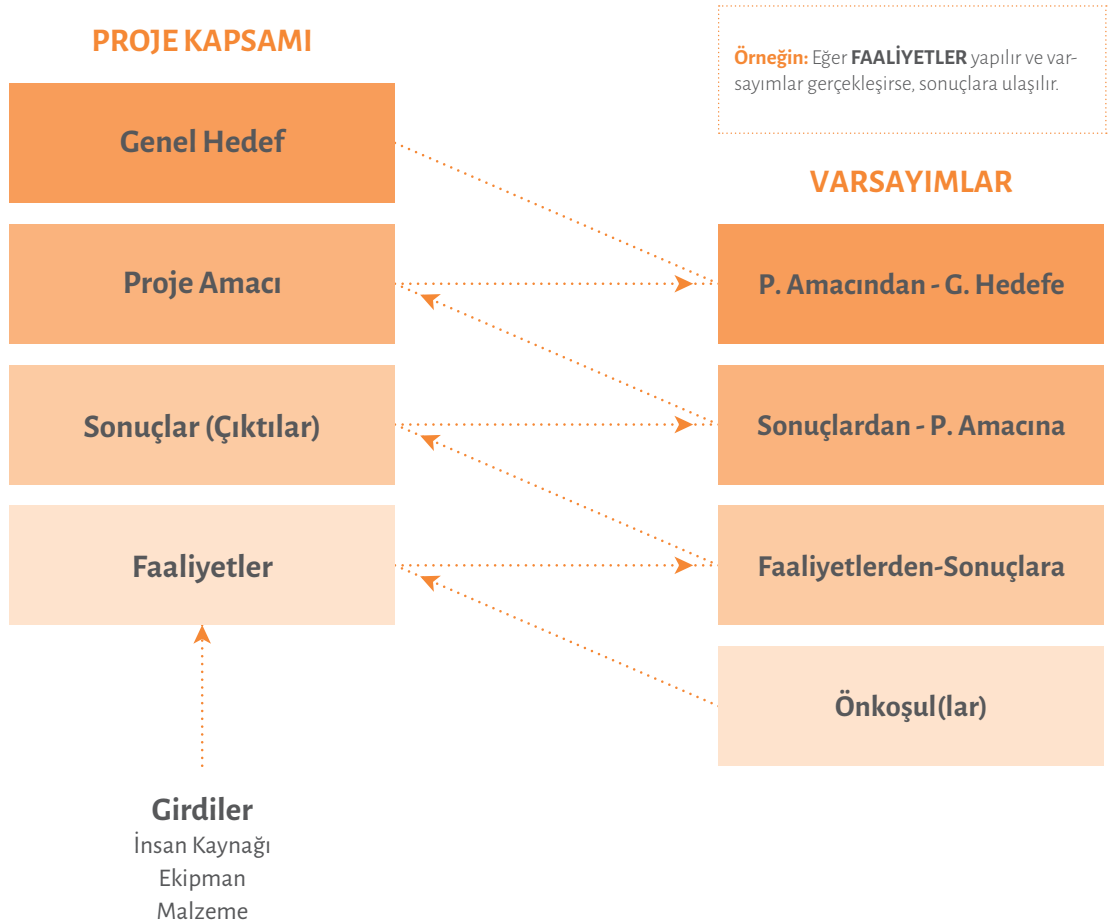 PROJE KAPSAMI
Örneğin: Eğer FAALİYETLER yapılır ve var-
sayımlar gerçekleşirse, sonuçlara ulaşılır.
Genel Hedef
VARSAYIMLAR
Proje Amacı
P. Amacından - G. Hedefe
Sonuçlar (Çıktılar)
Sonuçlardan - P. Amacına
Faaliyetler
Faaliyetlerden-Sonuçlara
Önkoşul(lar)
Girdiler
İnsan Kaynağı
Ekipman
Malzeme